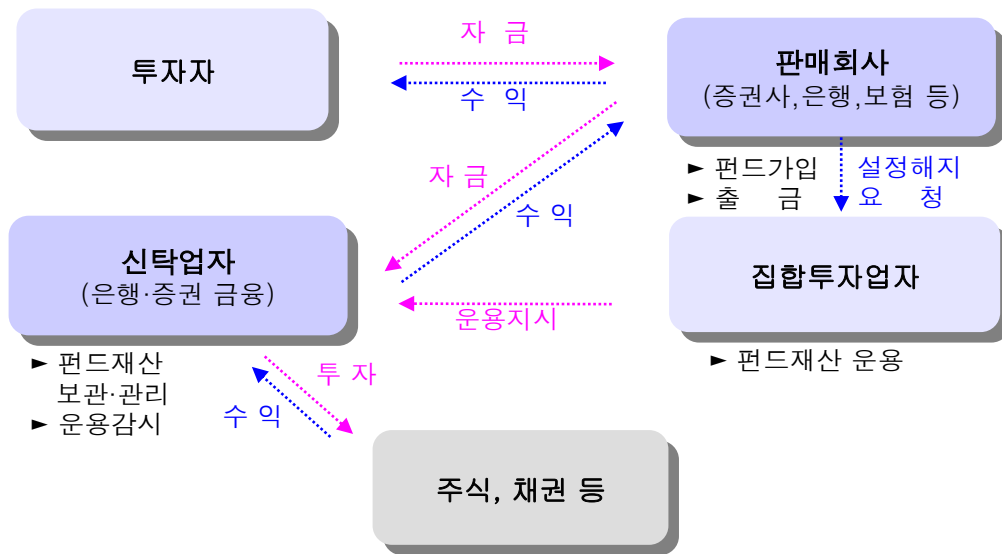 자 금
투자자
수 익
판매회사
(증권사,은행,보험 등)
► 펀드가입
► 출 금
설정해지
요 청
자 금
수 익
신탁업자
(은행·증권 금융)
집합투자업자
운용지시
► 펀드재산
보관·관리
► 운용감시
► 펀드재산 운용
투 자
수 익
주식, 채권 등